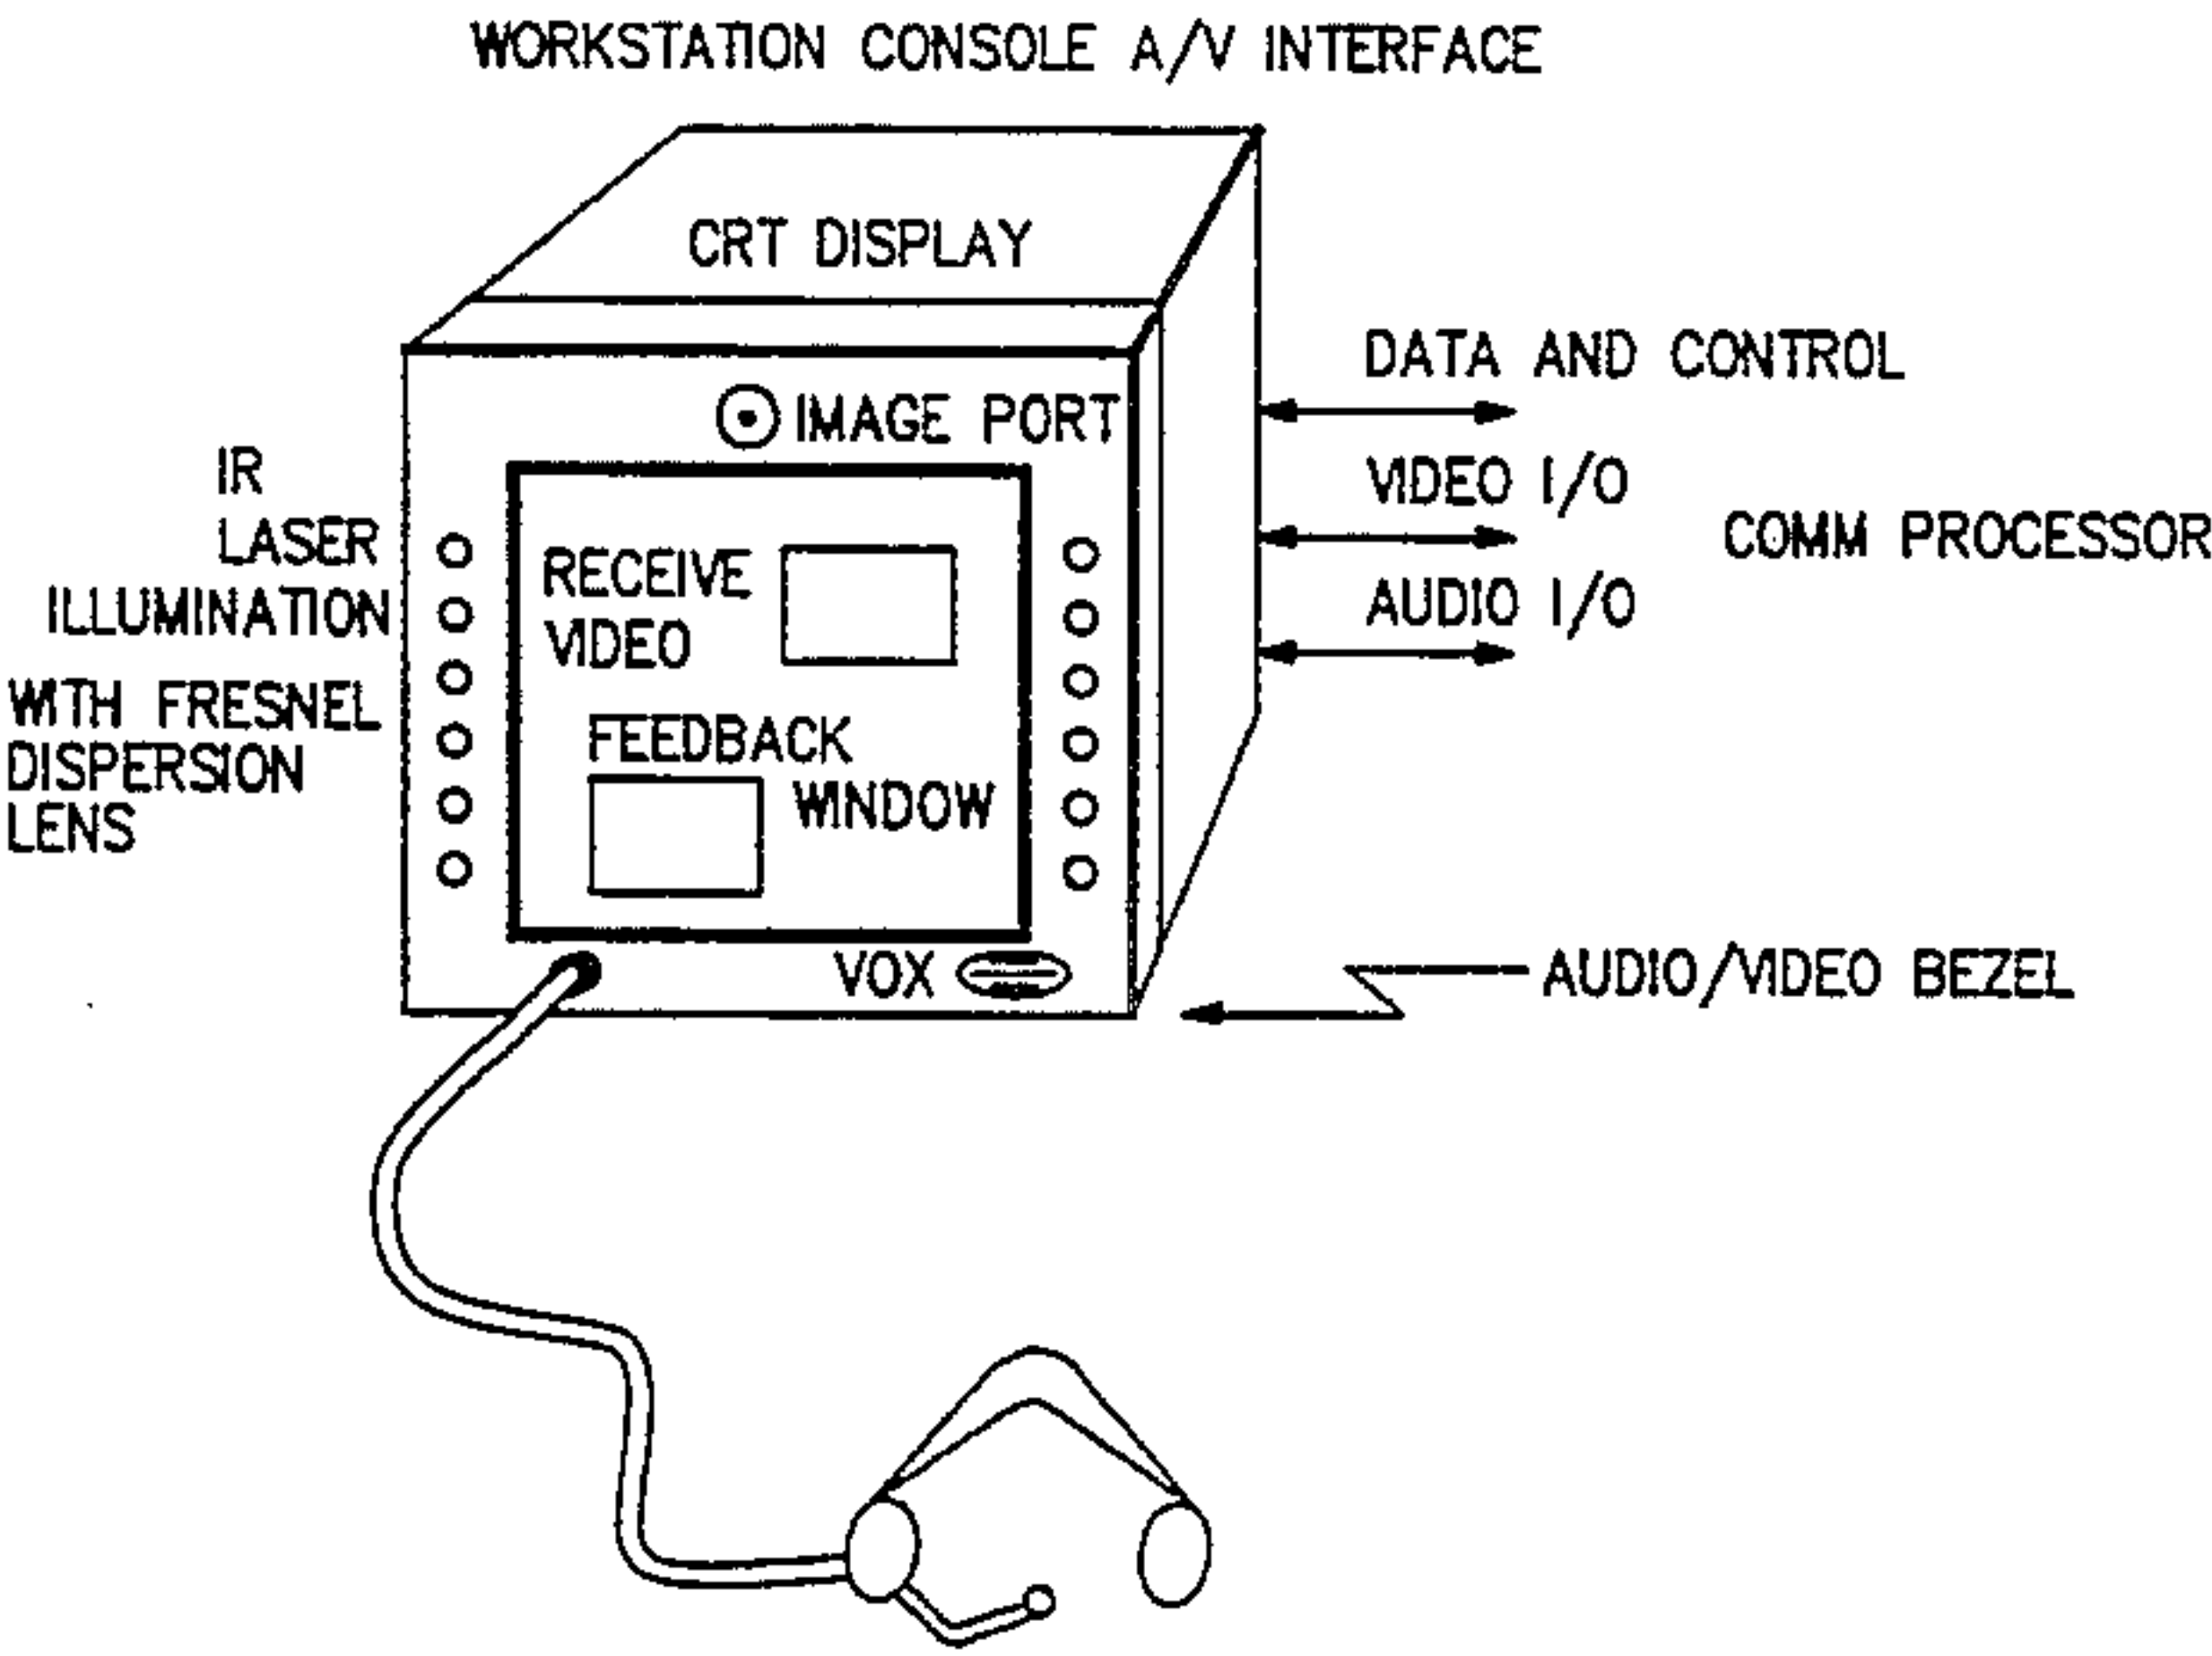 WORKSTATION CONSOLE A/V INTERFACE
CRT DISPLAY
IMAGE PORT
IR
LASER
ILLUMINATION
WITH FRESNEL
DISPERSION
LENS
RECEIVE
VIDEO
FEEDBACK
WINDOW
VOX
DATA AND CONTROL
VIDEO I/O
COMM PROCESSOR
AUDIO I/O
AUDIO/VIDEO BEZEL